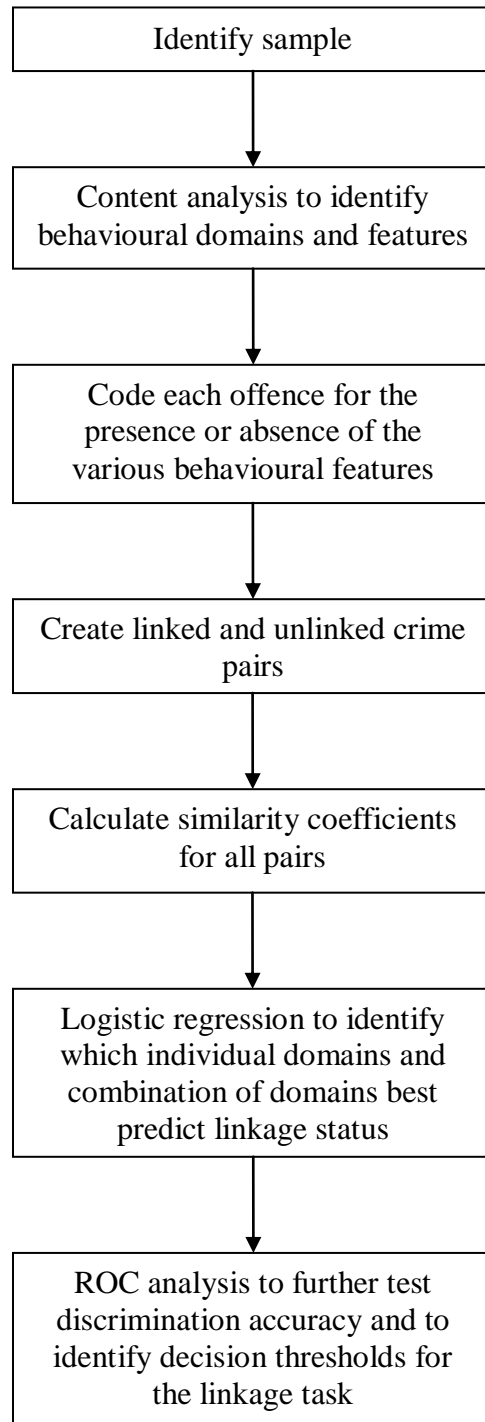 Identify sample
Content analysis to identify
behavioural domains and features
Code each offence for the
presence or absence of the
various behavioural features
Create linked and unlinked crime
pairs
Calculate similarity coefficients
for all pairs
Logistic regression to identify
which individual domains and
combination of domains best
predict linkage status
ROC analysis to further test
discrimination accuracy and to
identify decision thresholds for
the linkage task